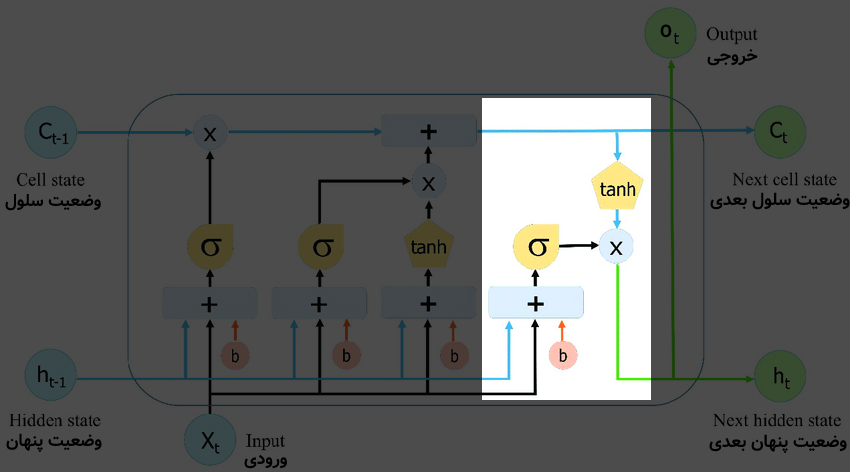 Ot
Output
خروجی
Ct-1
x
+
Ct
Cell state
وضعیت سلول
x
tanh
Next cell state
وضعیت سلول بعدی
σ
σ
tanh
σ
x
+
+
+
+
b
b
b
b
ht-1
ht
Hidden state
وضعیت پنهان
Xt
Input
ورودی
Next hidden state
وضعیت پنهان بعدی